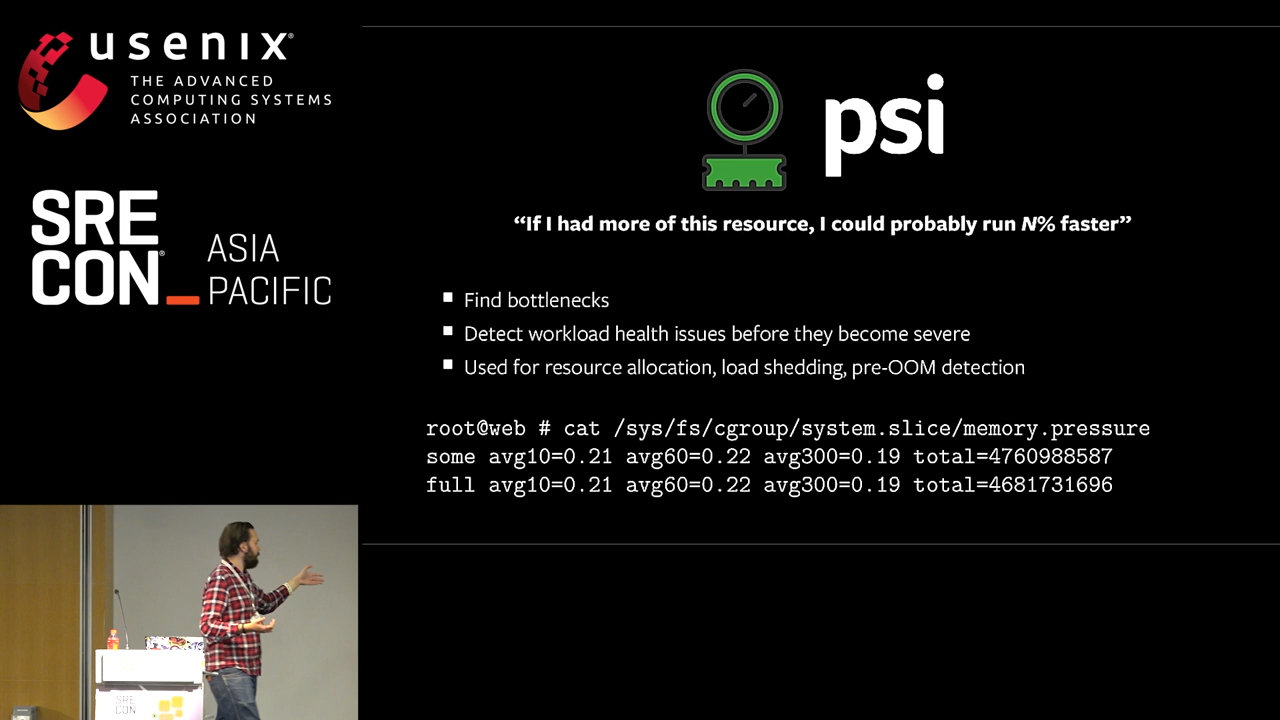 usenix®
THE ADVANCED
COMPUTING SYSTEMS
ASSOCIATION
SRE
CON®
ASIA
PACIFIC
psi
“If I had more of this resource, I could probably run N% faster”
Find bottlenecks
Detect workload health issues before they become severe
Used for resource allocation, load shedding, pre-OOM detection
root@web # cat /sys/fs/cgroup/system.slice/memory.pressure
some avg10=0.21 avg60=0.22 avg300=0.19 total=4760988587
full avg10=0.21 avg60=0.22 avg300=0.19 total=4681731696
SRE
CON